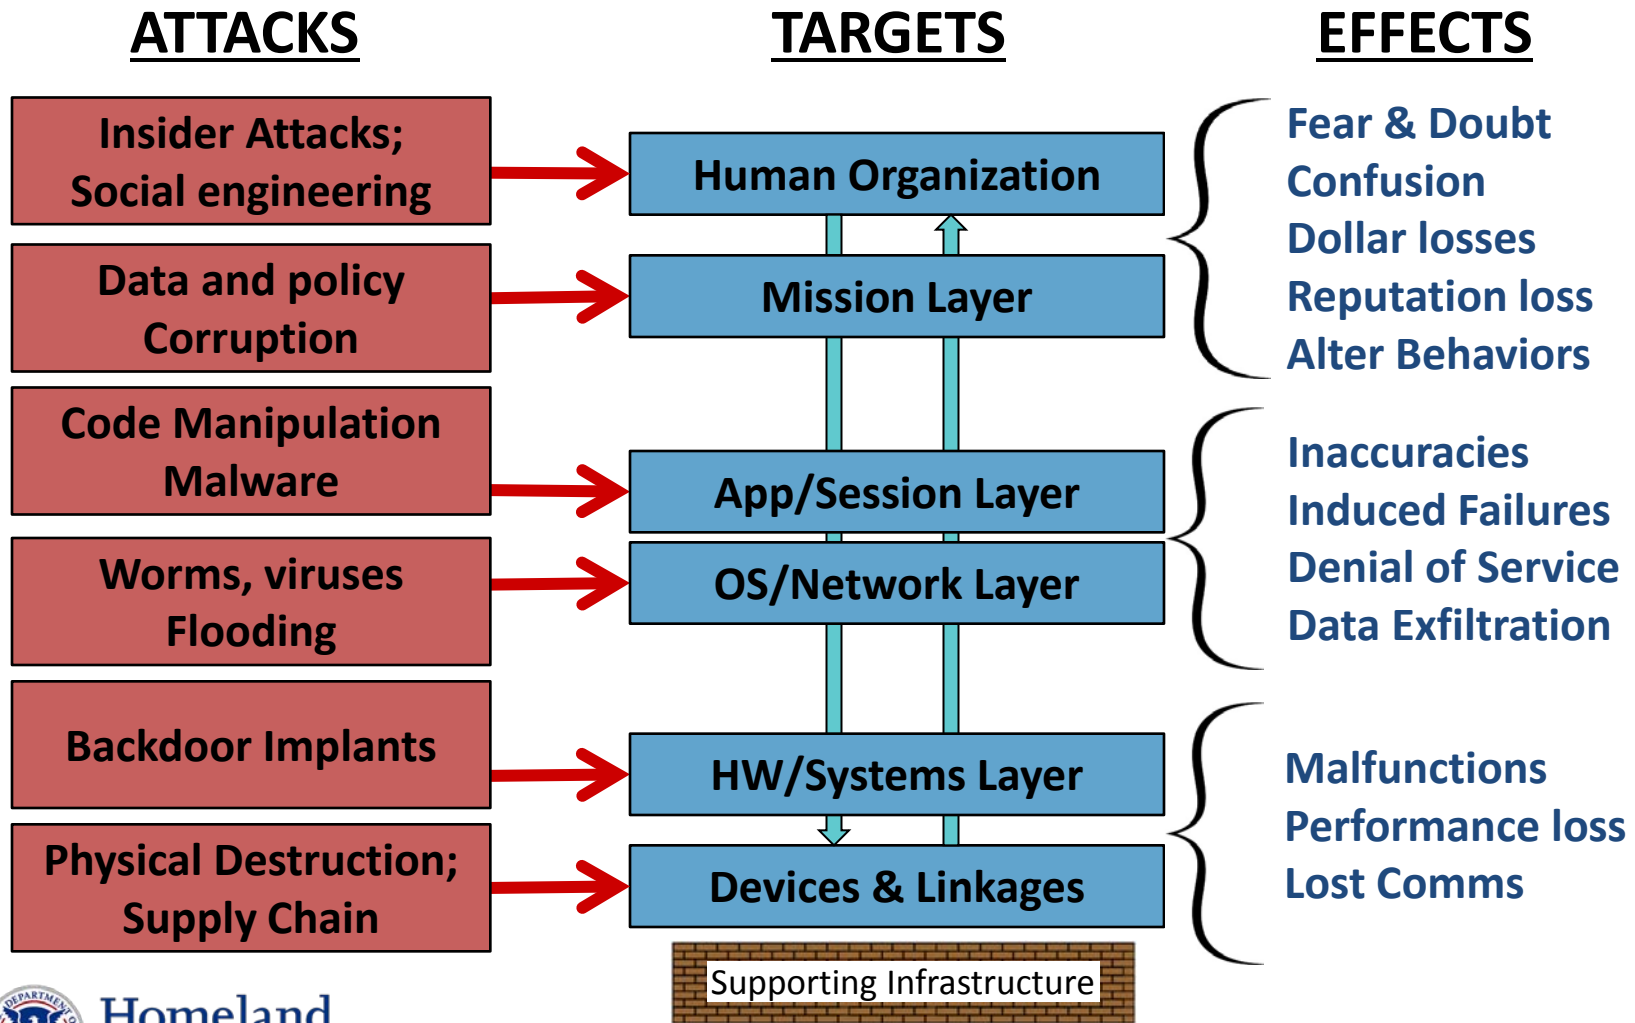 ATTACKS
TARGETS
EFFECTS
Insider Attacks;
Social engineering
Data and policy
Corruption
Code Manipulation
Malware
Worms, viruses
Flooding
Backdoor Implants
Physical Destruction;
Supply Chain
Human Organization
Mission Layer
App/Session Layer
OS/Network Layer
HW/Systems Layer
Devices & Linkages
Supporting Infrastructure
Fear & Doubt
Confusion
Dollar losses
Reputation loss
Alter Behaviors
Inaccuracies
Induced Failures
Denial of Service
Data Exfiltration
Malfunctions
Performance loss
Lost Comms
Homeland